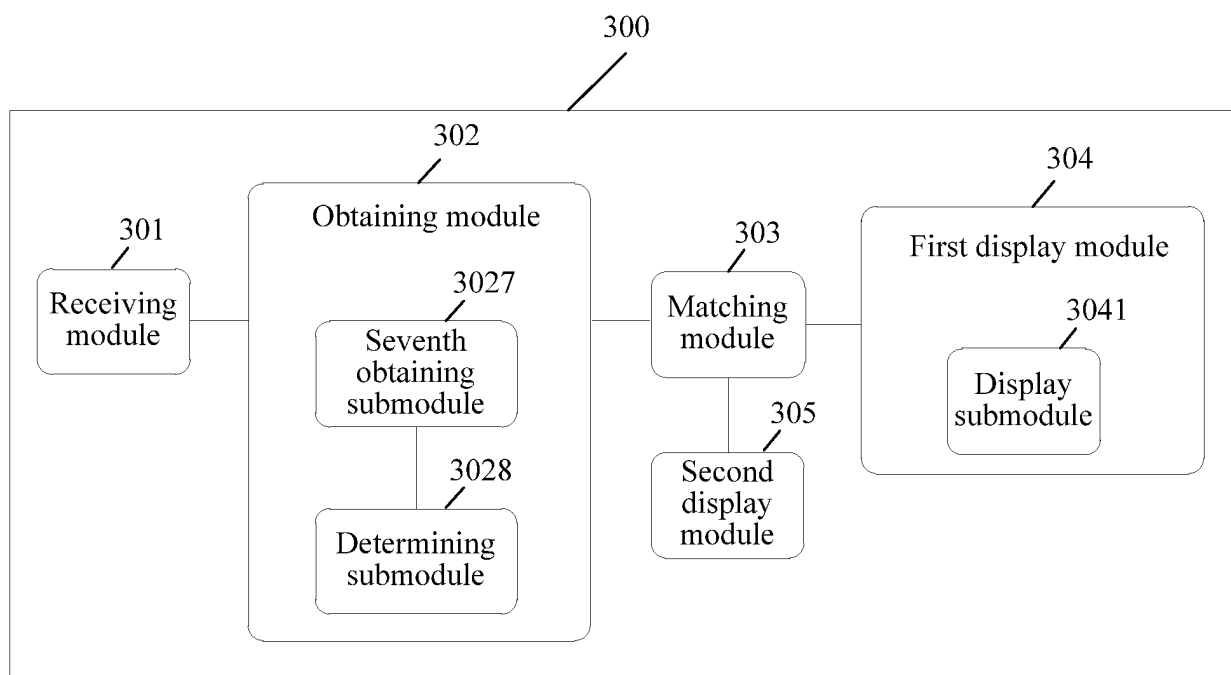 300
302
Obtaining module
304
First display module
301
Receiving
module
3027
Seventh
obtaining
submodule
303
Matching
module
3041
Display
submodule
3028
Determining
submodule
305
Second
display
module